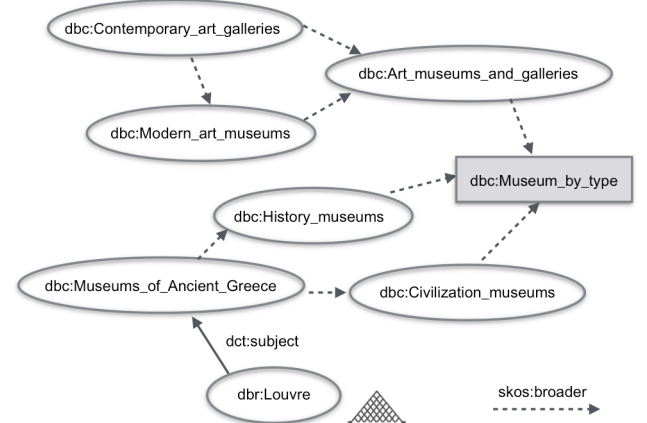 dbc:Contemporary_art_galleries
dbc:Art_museums_and_galleries
dbc:Modern_art_museums
dbc:Museum_by_type
dbc:History_museums
dbc:Museums_of_Ancient_Greece
dbc:Civilization_museums
dct:subject
dbr:Louvre
skos:broader